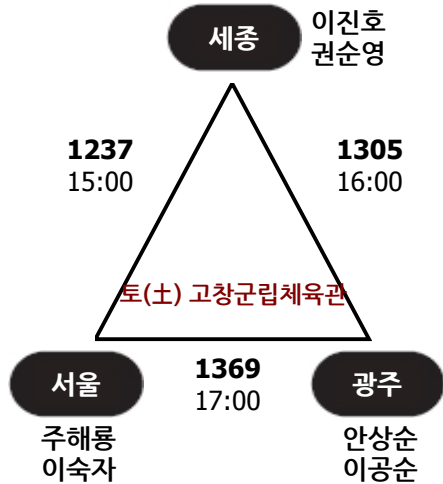 세종
이진호
권순영
1237
15:00
1305
16:00
토(土) 고창군립체육관
서울
1369
17:00
광주
주해룡
이숙자
안상순
이공순